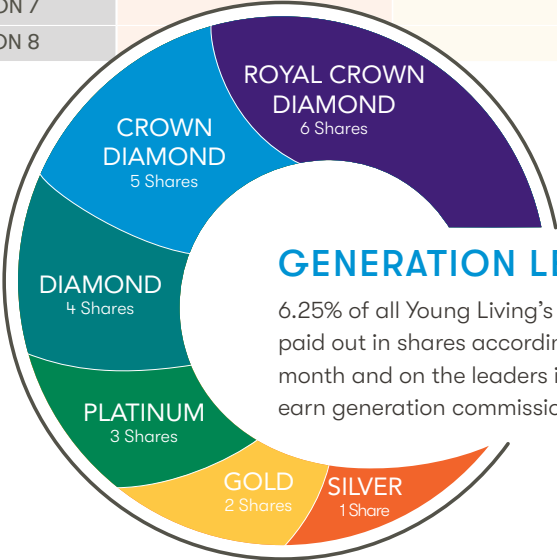 ON 7
ON 8
ROYAL CROWN
DIAMOND
6 Shares
CROWN
DIAMOND
5 Shares
DIAMOND
4 Shares
GENERATION
6.25% of all Young Living's
paid out in shares
month and on the leaders
earn generation
PLATINUM
3 Shares
GOLD
2 Shares
SILVER
1 Share